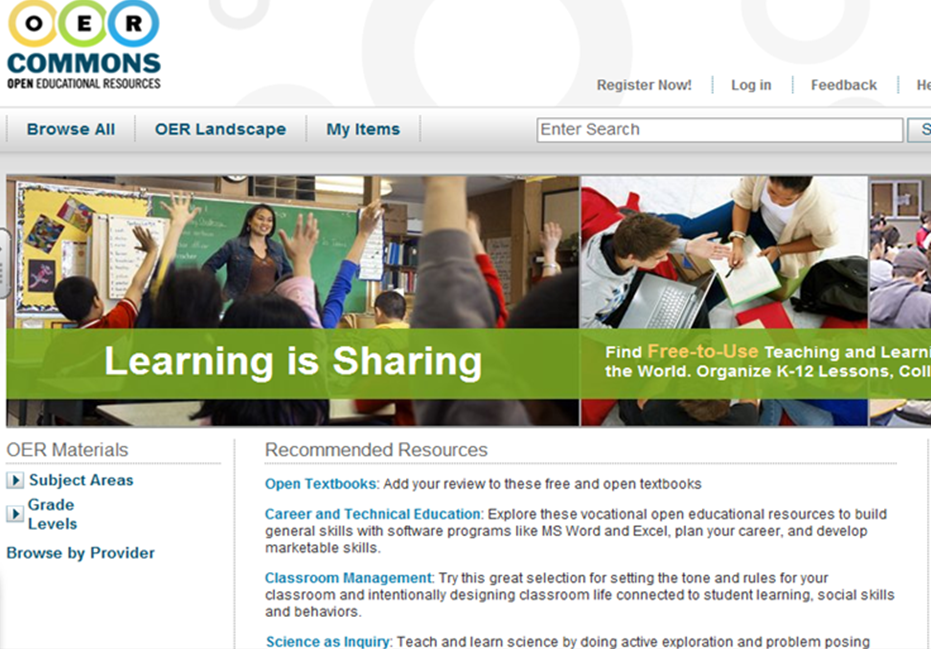 OER
COMMONS
OPEN EDUCATIONAL RESOURCES
Register Now!
Log in
Feedback
He
Browse All
OER Landscape
My Items
Enter Search
S
Learning is Sharing
Find Free-to-Use Teaching and Learni
the World. Organize K-12 Lessons, Coll
OER Materials
Subject Areas
Grade
Levels
Browse by Provider
Recommended Resources
Open Textbooks: Add your review to these free and open textbooks
Career and Technical Education: Explore these vocational open educational resources to build
general skills with software programs like MS Word and Excel, plan your career, and develop
marketable skills.
Classroom Management: Try this great selection for setting the tone and rules for your
classroom and intentionally designing classroom life connected to student learning, social skills
and behaviors.
Science as Inquiry: Teach and learn science by doing active exploration and problem posing